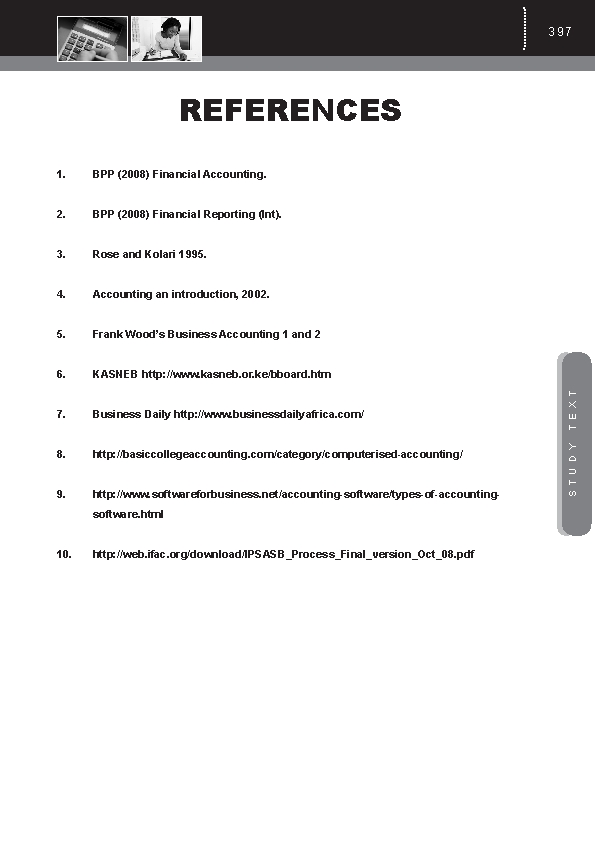 397
REFERENCES
1. BPP (2008) Financial Accounting.
2. BPP (2008) Financial Reporting (Int).
3. Rose and Kolari 1995.
4. Accounting an introduction, 2002.
5. Frank Wood's Business Accounting 1 and 2
6. KASNEB http://www.kasneb.or.ke/bboard.htm
7. Business Daily http://www.businessdailyafrica.com/
8. http://basiccollegeaccounting.com/category/computerised-accounting/
9. http://www.softwareforbusiness.net/accounting-software/types-of-accounting-
software.html
10. http://web.ifac.org/download/IPSASB_Process_Final_version_Oct_08.pdf
STUDY TEXT